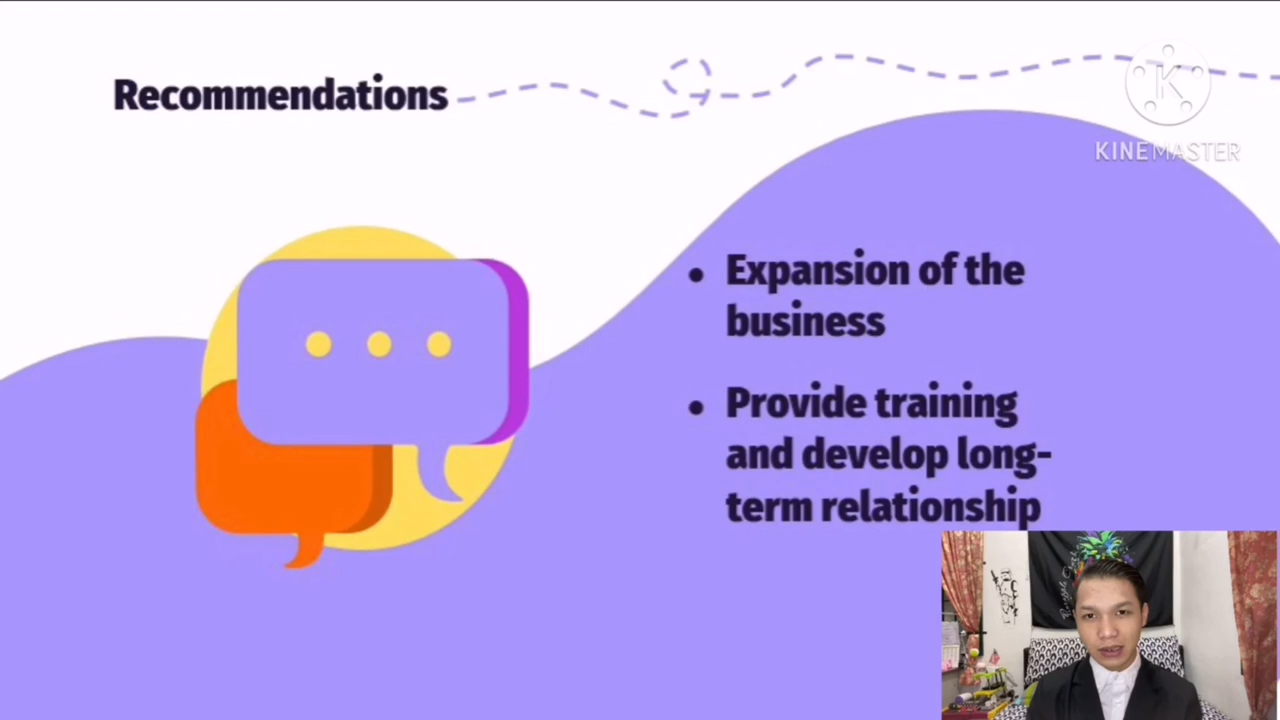 Recommendations
KINEMASTER
• Expansion of the
business
• Provide training
and develop long-
term relationship